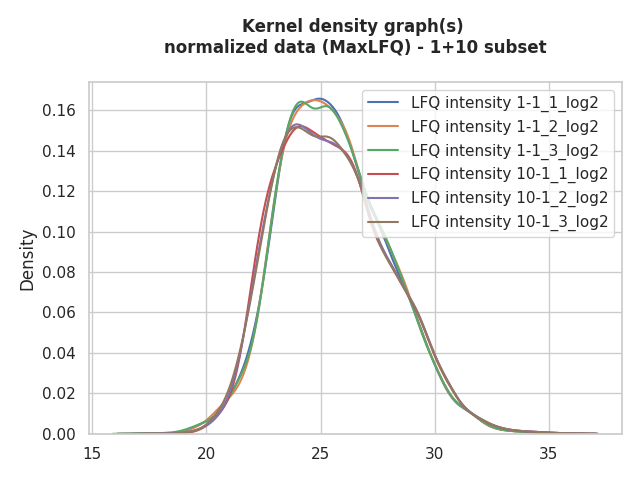 Kernel density graph(s)
normalized data (MaxLFQ) - 1+10 subset
LFQ intensity 1-1_1_log2
LFQ intensity 1-1_2_log2
LFQ intensity 1-1_3_log2
LFQ intensity 10-1_1_log2
LFQ intensity 10-1_2_log2
LFQ intensity 10-1_3_log2
Density
0.16
0.14
0.12
0.10
0.08
0.06
0.04
0.02
0.00
15 20 25 30 35